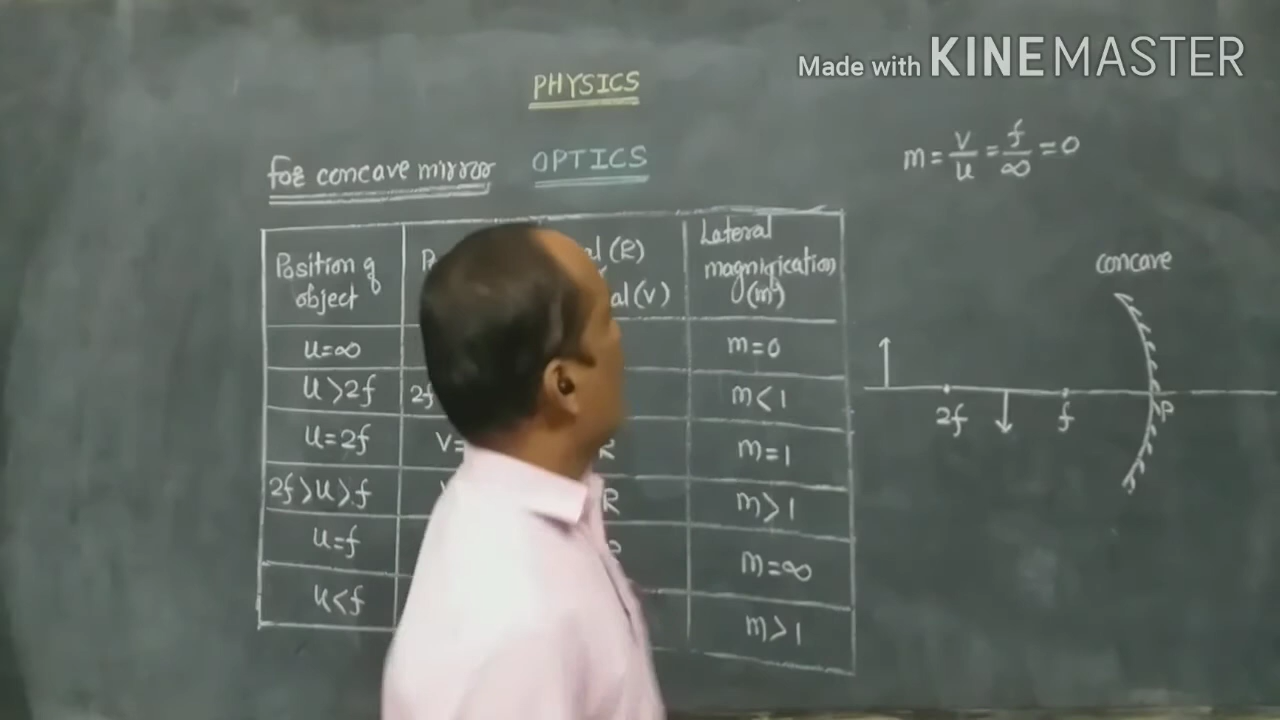 Made with KINEMASTER
PHYSICS
OPTICS
For concave mirror
Position of
object
(R)
Lateral
magnification
(m)
(V)
u=∞
m=0
u>2f
2f
m<1
u=2f
V=
R
m=1
2f>u>f
R
m>1
u=f
m=∞
u<f
m>1
m=V/u=f/∞=0
concave
2f
f
P